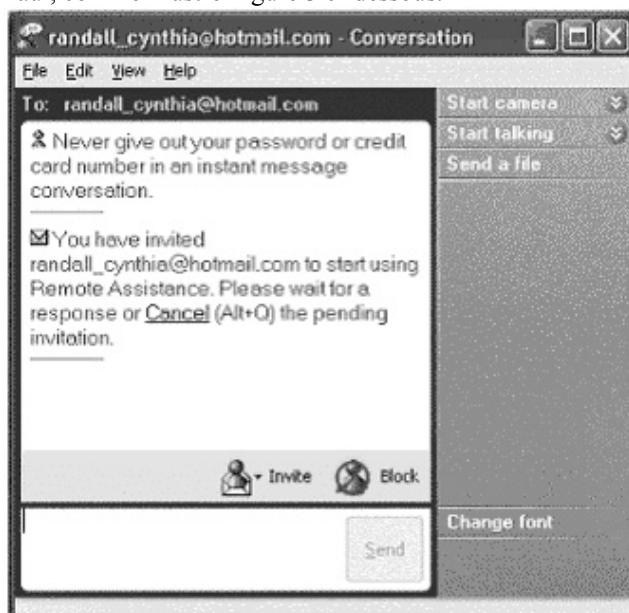 randall_cynthia@hotmail.com - Conversation
File Edit View Help
To: randall_cynthia@hotmail.com
Never give out your password or credit
card number in an instant message
conversation.
You have invited
randall_cynthia@hotmail.com to start using
Remote Assistance. Please wait for a
response or Cancel (Alt+Q) the pending
invitation.
Invite Block
Send
Start camera
Start talking
Send a file
Change font